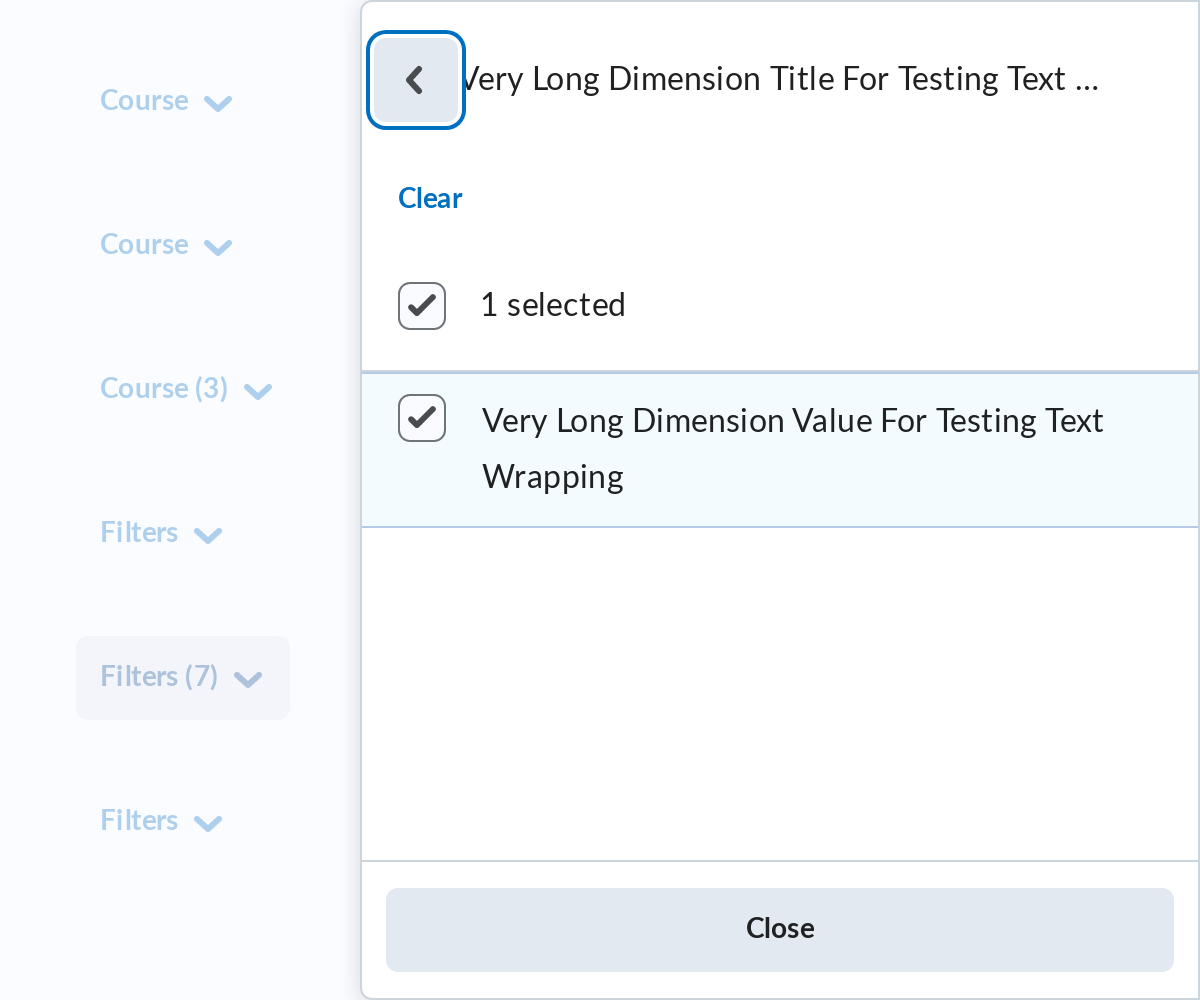 Course
Course
Course (3)
Filters
Filters (7)
Filters
Very Long Dimension Title For Testing Text ...
Clear
1 selected
Very Long Dimension Value For Testing Text
Wrapping
Close